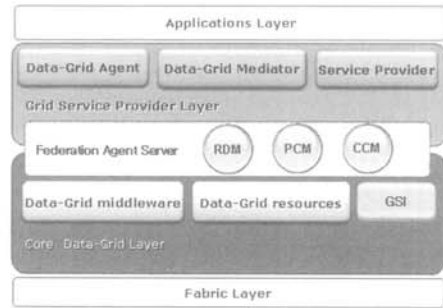 Applications Layer
Data-Grid Agent Data-Grid Mediator Service Provider
Grid Service Provider Layer
Federation Agent Server RDM PCM CCM
Data-Grid middleware Data-Grid resources GSI
Core Data-Grid Layer
Fabric Layer